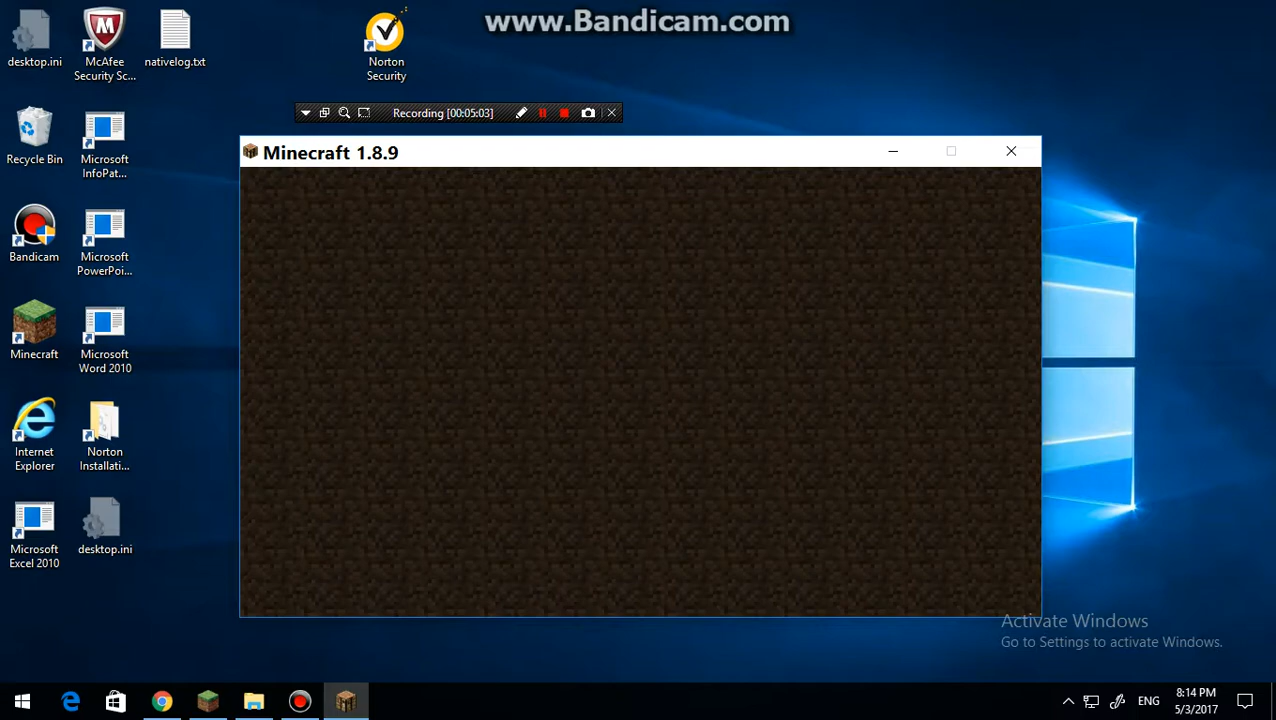 www.Bandicam.com
desktop.ini
McAfee
Security Sc...
nativelog.txt
Norton
Security
Recording [00:05:03]
Minecraft 1.8.9
Recycle Bin
Microsoft
InfoPat...
Bandicam
Microsoft
PowerPoi...
Minecraft
Microsoft
Word 2010
Internet
Explorer
Norton
Installati...
Microsoft
Excel 2010
desktop.ini
Activate Windows
Go to Settings to activate Windows.
ENG
8:14 PM
5/3/2017